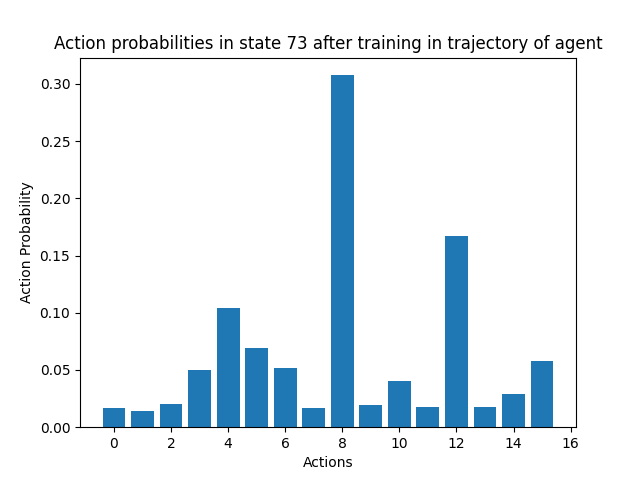 Action probabilities in state 73 after training in trajectory of agent
0.30
0.25
0.20
0.15
0.10
0.05
0.00
Action Probability
0 2 4 6 8 10 12 14 16
Actions